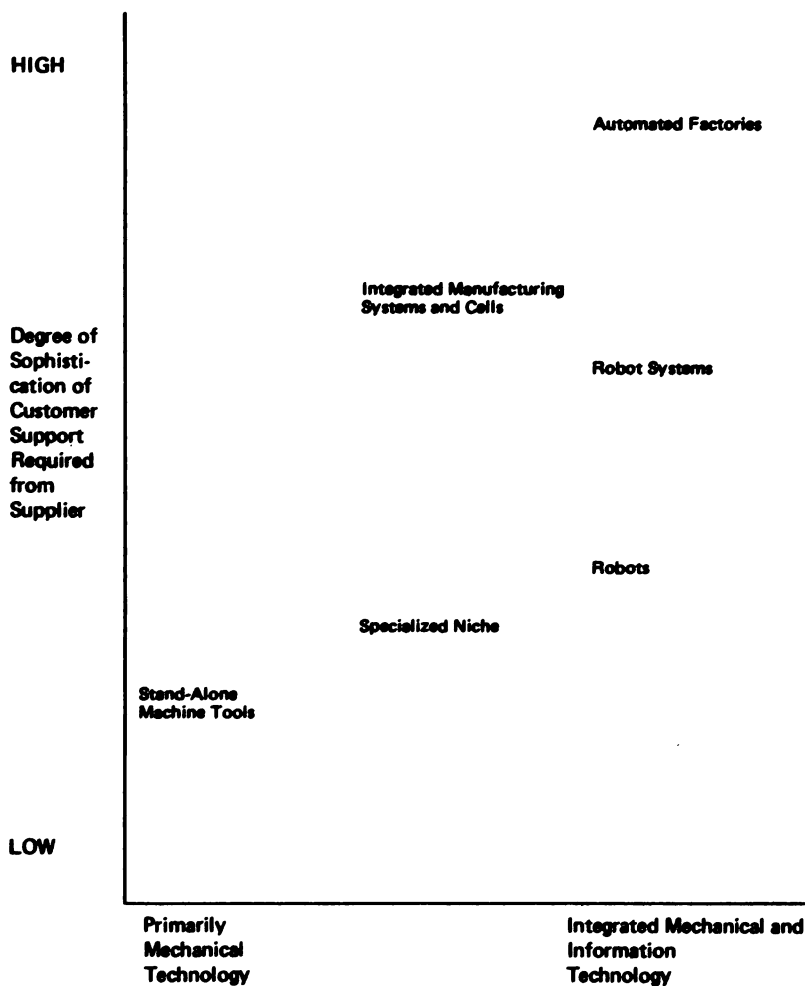 HIGH
Automated Factories
Integrated Manufacturing
Systems and Cells
Degree of
Sophisti-
cation of
Customer
Support
Required
from
Supplier
Robot Systems
Robots
Specialized Niche
Stand-Alone
Machine Tools
LOW
Primarily
Mechanical
Technology
Integrated Mechanical and
Information
Technology